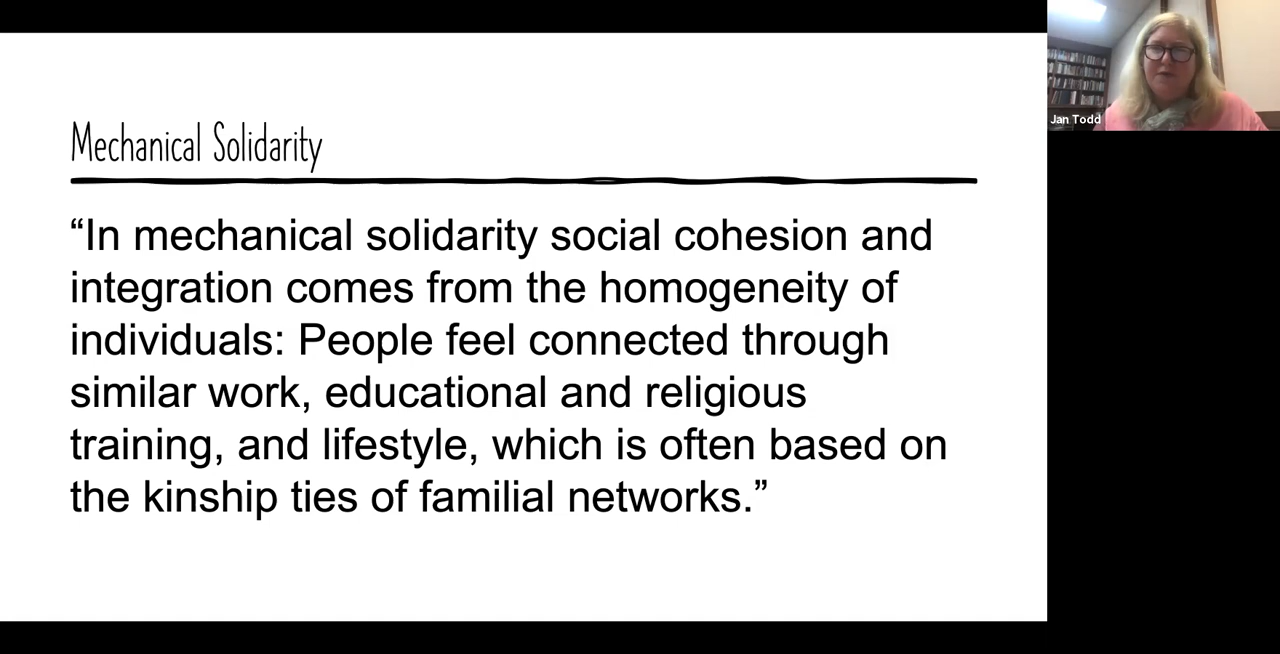 Mechanical Solidarity
“In mechanical solidarity social cohesion and
integration comes from the homogeneity of
individuals: People feel connected through
similar work, educational and religious
training, and lifestyle, which is often based on
the kinship ties of familial networks.”
Jan Todd